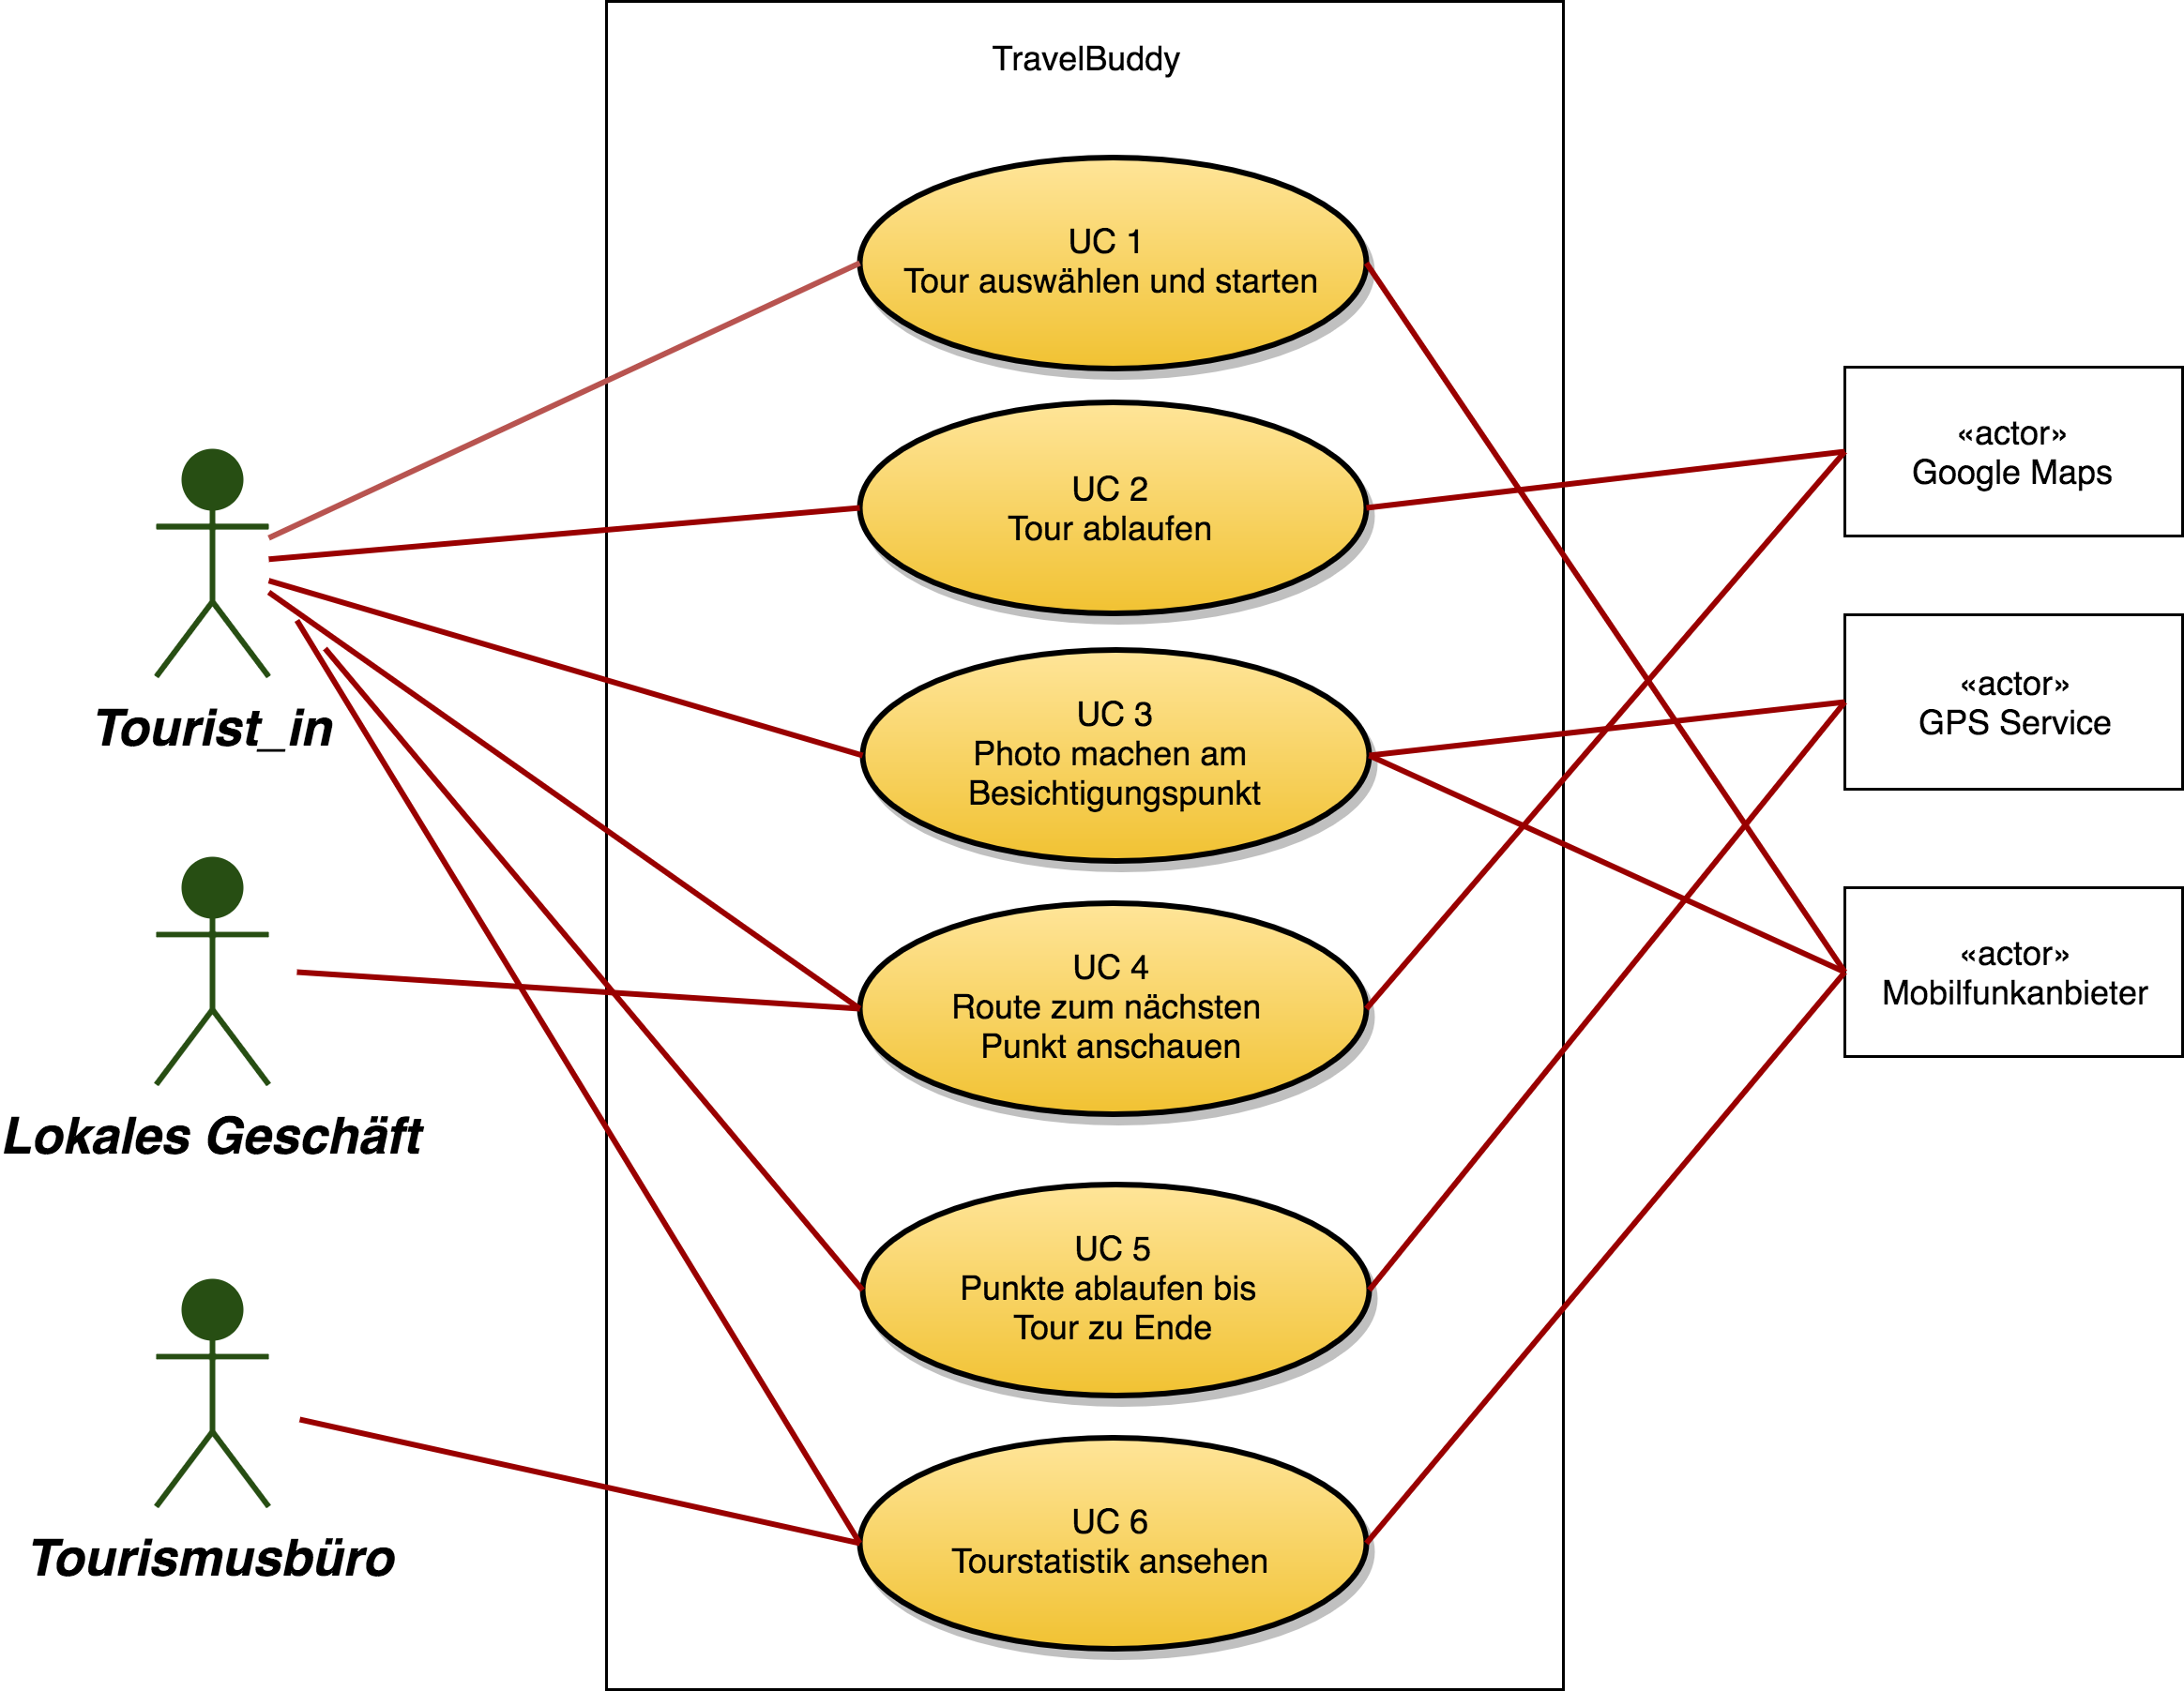 TravelBuddy
UC 1
Tour auswählen und starten
UC 2
Tour ablaufen
UC 3
Photo machen am
Besichtigungspunkt
UC 4
Route zum nächsten
Punkt anschauen
UC 5
Punkte ablaufen bis
Tour zu Ende
UC 6
Tourstatistik ansehen
Tourist_in
Lokales Geschäft
Tourismusbüro
«actor»
Google Maps
«actor»
GPS Service
«actor»
Mobilfunkanbieter